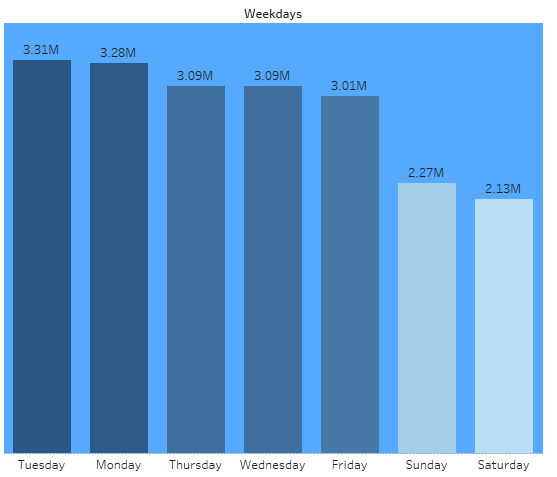 Weekdays
3.31M
3.28M
3.09M
3.09M
3.01M
2.27M
2.13M
Tuesday
Monday
Thursday
Wednesday
Friday
Sunday
Saturday